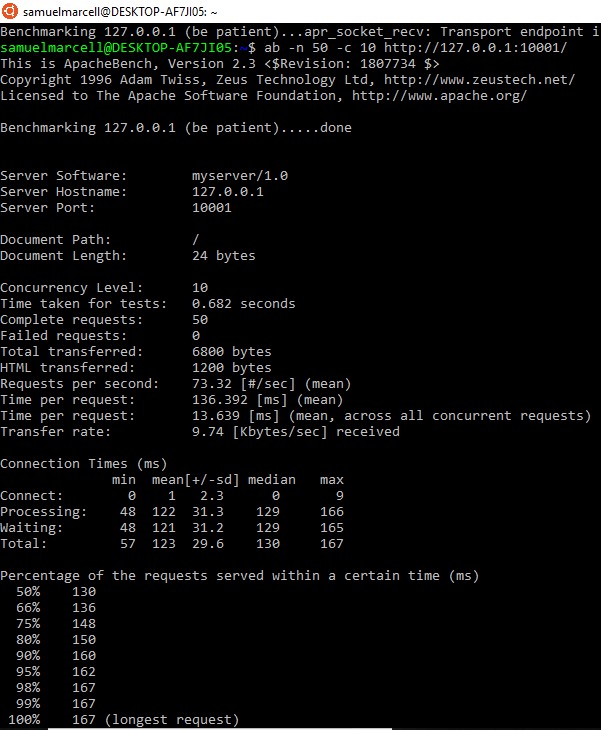 samuelmarcell@DESKTOP-AF7JI05: ~
Benchmarking 127.0.0.1 (be patient)...apr_socket_recv: Transport endpoint i
samuelmarcell@DESKTOP-AF7JI05:~$ ab -n 50 -c 10 http://127.0.0.1:10001/
This is ApacheBench, Version 2.3 <$Revision: 1807734 $>
Copyright 1996 Adam Twiss, Zeus Technology Ltd, http://www.zeustech.net/
Licensed to The Apache Software Foundation, http://www.apache.org/
Benchmarking 127.0.0.1 (be patient).....done
Server Software:        myserver/1.0
Server Hostname:        127.0.0.1
Server Port:            10001
Document Path:          /
Document Length:        24 bytes
Concurrency Level:      10
Time taken for tests:   0.682 seconds
Complete requests:      50
Failed requests:        0
Total transferred:      6800 bytes
HTML transferred:       1200 bytes
Requests per second:    73.32 [#/sec] (mean)
Time per request:       136.392 [ms] (mean)
Time per request:       13.639 [ms] (mean, across all concurrent requests)
Transfer rate:          9.74 [Kbytes/sec] received
Connection Times (ms)
              min  mean[+/-sd] median   max
Connect:        0    1   2.3      0       9
Processing:    48  122  31.3    129     166
Waiting:       48  121  31.2    129     165
Total:         57  123  29.6    130     167
Percentage of the requests served within a certain time (ms)
  50%    130
  66%    136
  75%    148
  80%    150
  90%    160
  95%    162
  98%    167
  99%    167
 100%    167 (longest request)